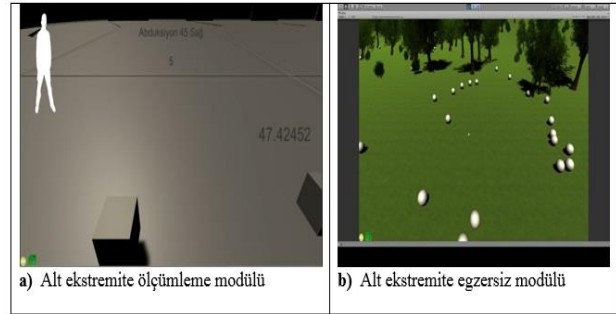 Abduksiyon 45 Sağ
5
47.42452
a) Alt ekstremite ölçümleme modülü
b) Alt ekstremite egzersiz modülü